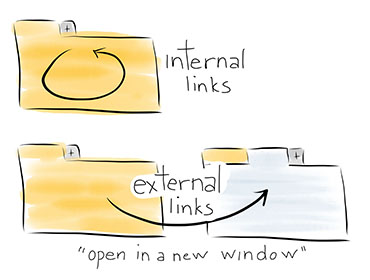 +
internal
links
+
+
external
links
"open in a new window"